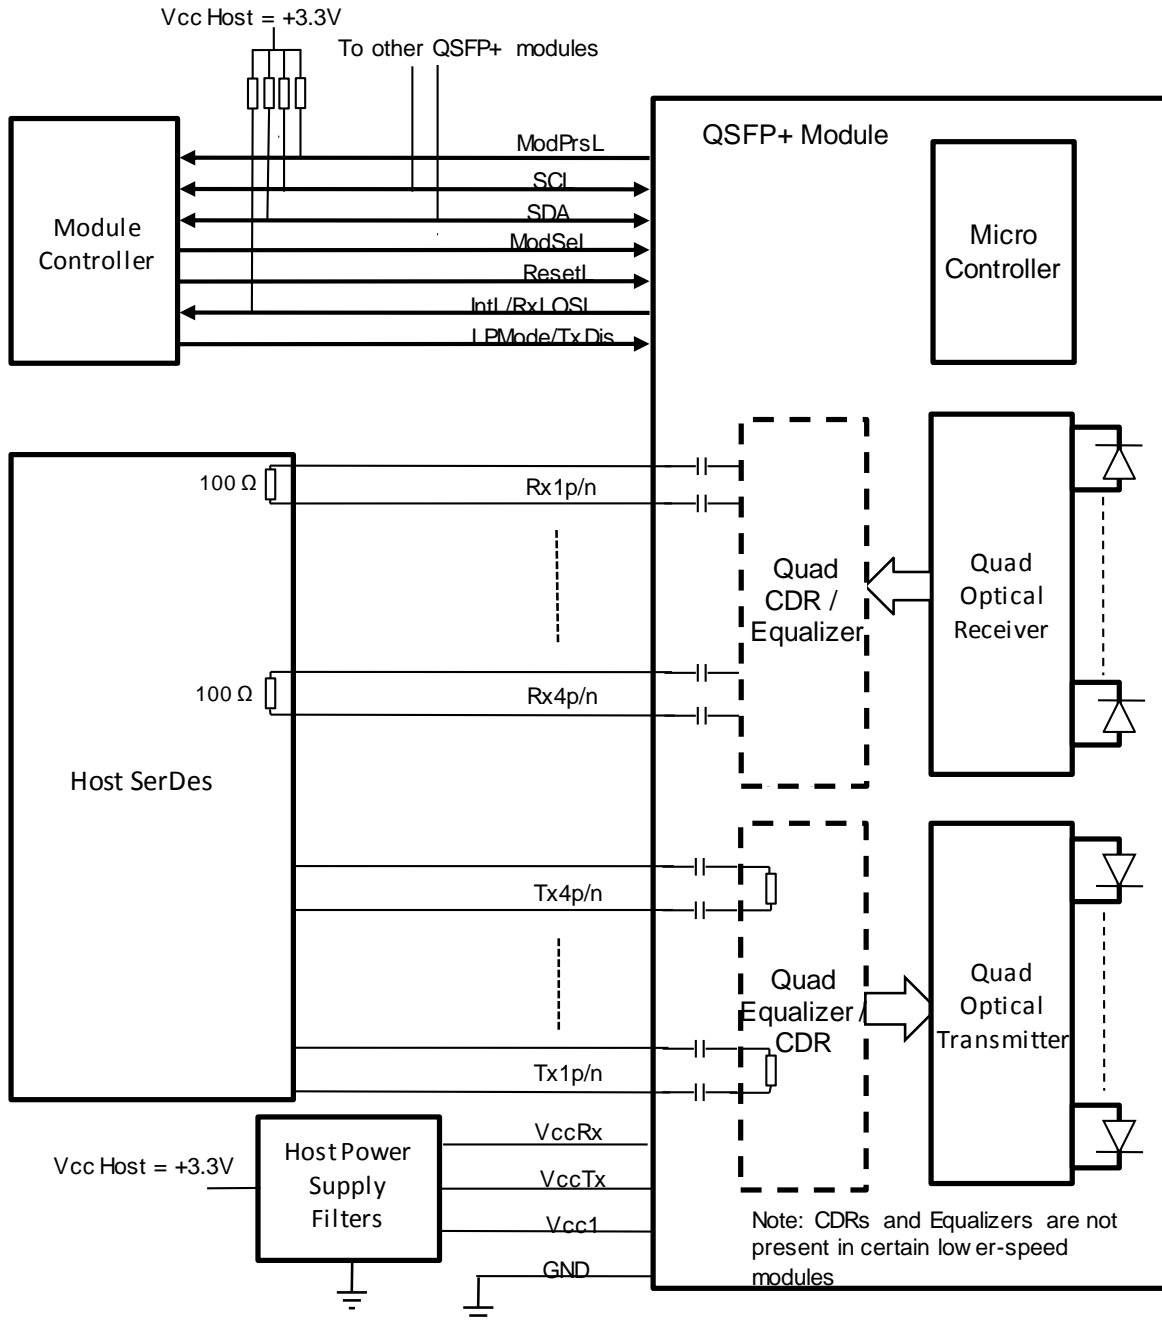 Vcc Host = +3.3V
To other QSFP+ modules
QSFP+ Module
ModPrsL
SCL
SDA
ModSel
ResetL
IntL/RxLOSL
LPMode/TxDis
Module
Controller
Micro
Controller
100 Ω
Rx1p/n
Quad
CDR /
Equalizer
Quad
Optical
Receiver
100 Ω
Rx4p/n
Host SerDes
Tx4p/n
Quad
Equalizer /
CDR
Quad
Optical
Transmitter
Tx1p/n
Host Power
Supply
Filters
Vcc Host = +3.3V
VccRx
VccTx
Vcc1
GND
Note: CDRs and Equalizers are not
present in certain lower-speed
modules